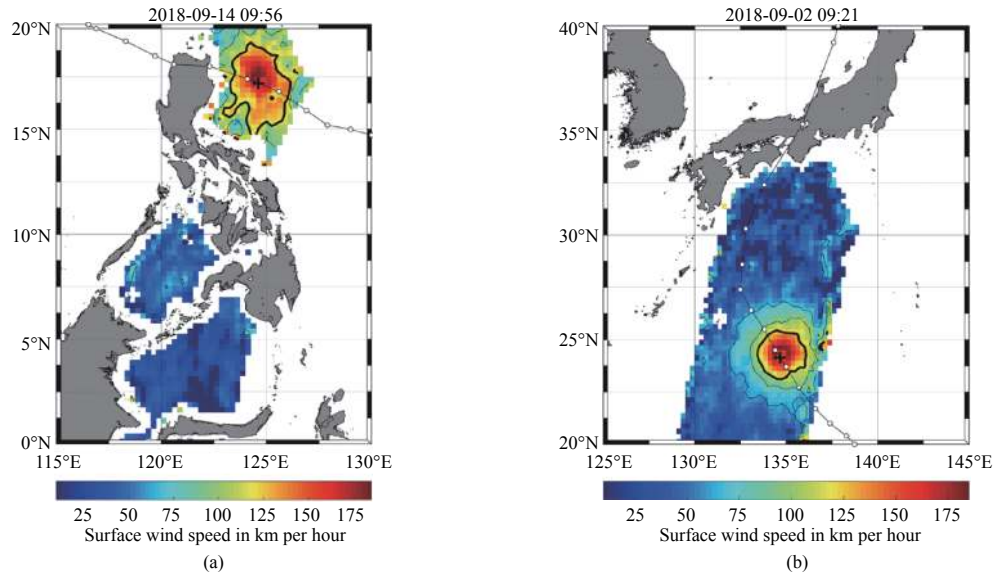 2018-09-14 09:56
20°N
15°N
10°N
5°N
0°N
115°E 120°E 125°E 130°E
25 50 75 100 125 150 175
Surface wind speed in km per hour
(a)
2018-09-02 09:21
40°N
35°N
30°N
25°N
20°N
125°E 130°E 135°E 140°E 145°E
25 50 75 100 125 150 175
Surface wind speed in km per hour
(b)